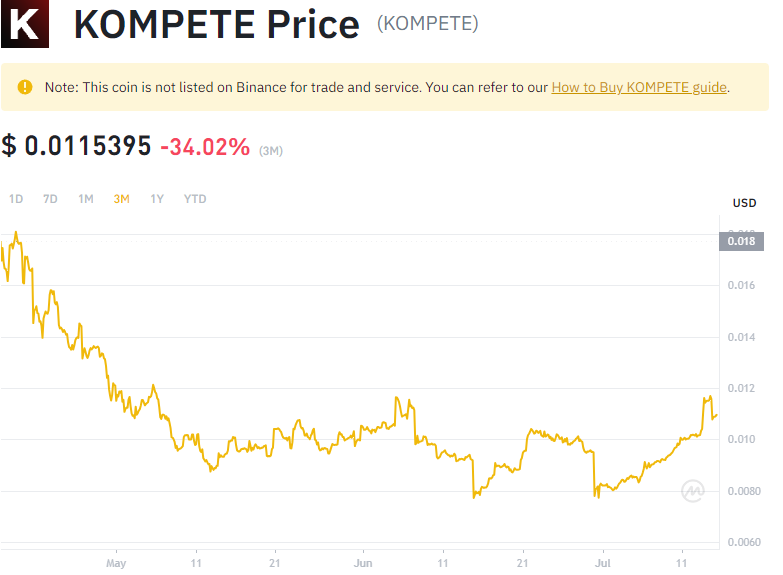 K
KOMPETE Price (KOMPETE)
Note: This coin is not listed on Binance for trade and service. You can refer to our How to Buy KOMPETE guide.
$ 0.0115395 -34.02% (3M)
1D 7D 1M 3M 1Y YTD
USD
0.018
0.018
0.016
0.014
0.012
0.010
0.0080
0.0060
May 11 21 Jun 11 21 Jul 11